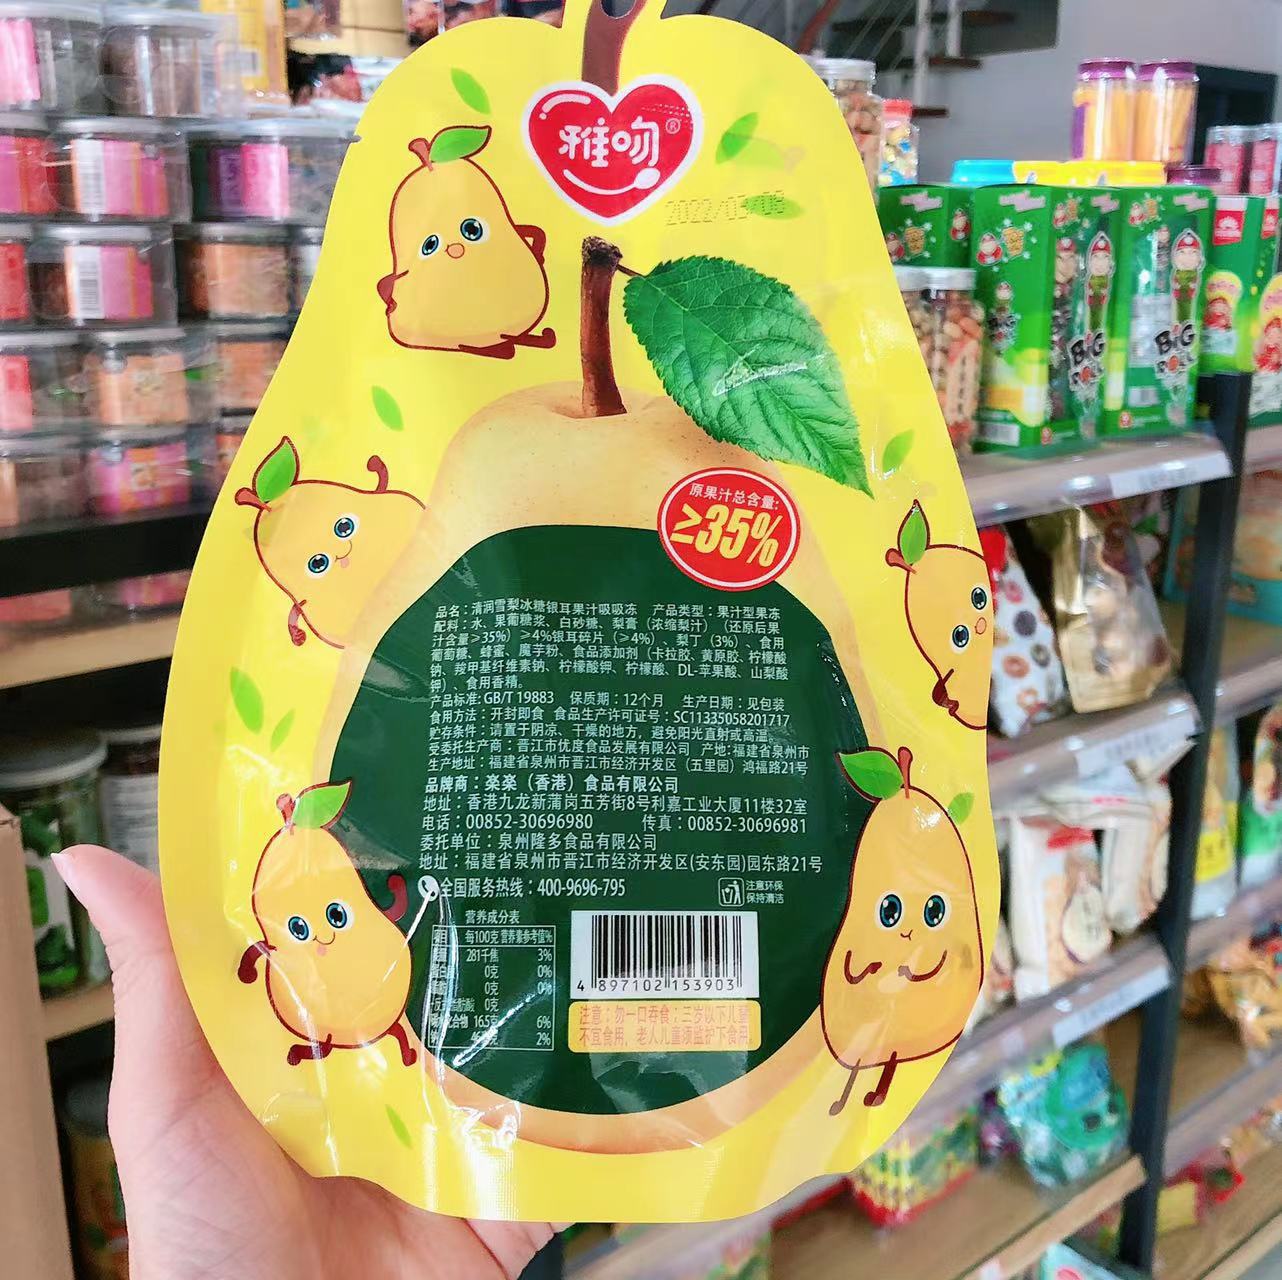 雅吻®
2022/03/06
原果汁总含量:
≥35%
品名：清润雪梨冰糖银耳果汁吸吸冻 产品类型：果汁型果冻
配料：水、果葡糖浆、白砂糖、梨膏（浓缩梨汁）（还原后果
汁含量≥35%）≥4%银耳碎片（≥4%）、梨丁（3%）、食用
葡萄糖、蜂蜜、魔芋粉、食品添加剂（卡拉胶、黄原胶、柠檬酸
钠、羧甲基纤维素钠、柠檬酸钾、柠檬酸、DL-苹果酸、山梨酸
钾）、食用香精。
产品标准：GB/T 19883 保质期：12个月 生产日期：见包装
食用方法：开封即食 食品生产许可证号：SC11335058201717
贮存条件：请置于阴凉、干燥的地方，避免阳光直射或高温。
受委托生产商：晋江市优度食品发展有限公司 产地:福建省泉州市
生产地址：福建省泉州市晋江市经济开发区（五里园）鸿福路21号
品牌商：楽楽（香港）食品有限公司
地址：香港九龙新蒲岗五芳街8号利嘉工业大厦11楼32室
电话：00852-30696980 传真：00852-30696981
委托单位：泉州隆多食品有限公司
地址：福建省泉州市晋江市经济开发区(安东园)园东路21号
全国服务热线：400-9696-795
注意环保
保持清洁
营养成分表
项目 每100克 营养素参考值%
281千焦 3%
0克 0%
0克 0%
0克
化合物 16.5克 6%
2%
4 897102 153903
注意：勿一口吞食；三岁以下儿童
不宜食用，老人儿童须监护下食用。
BIG
ROLL
BIG
ROLL